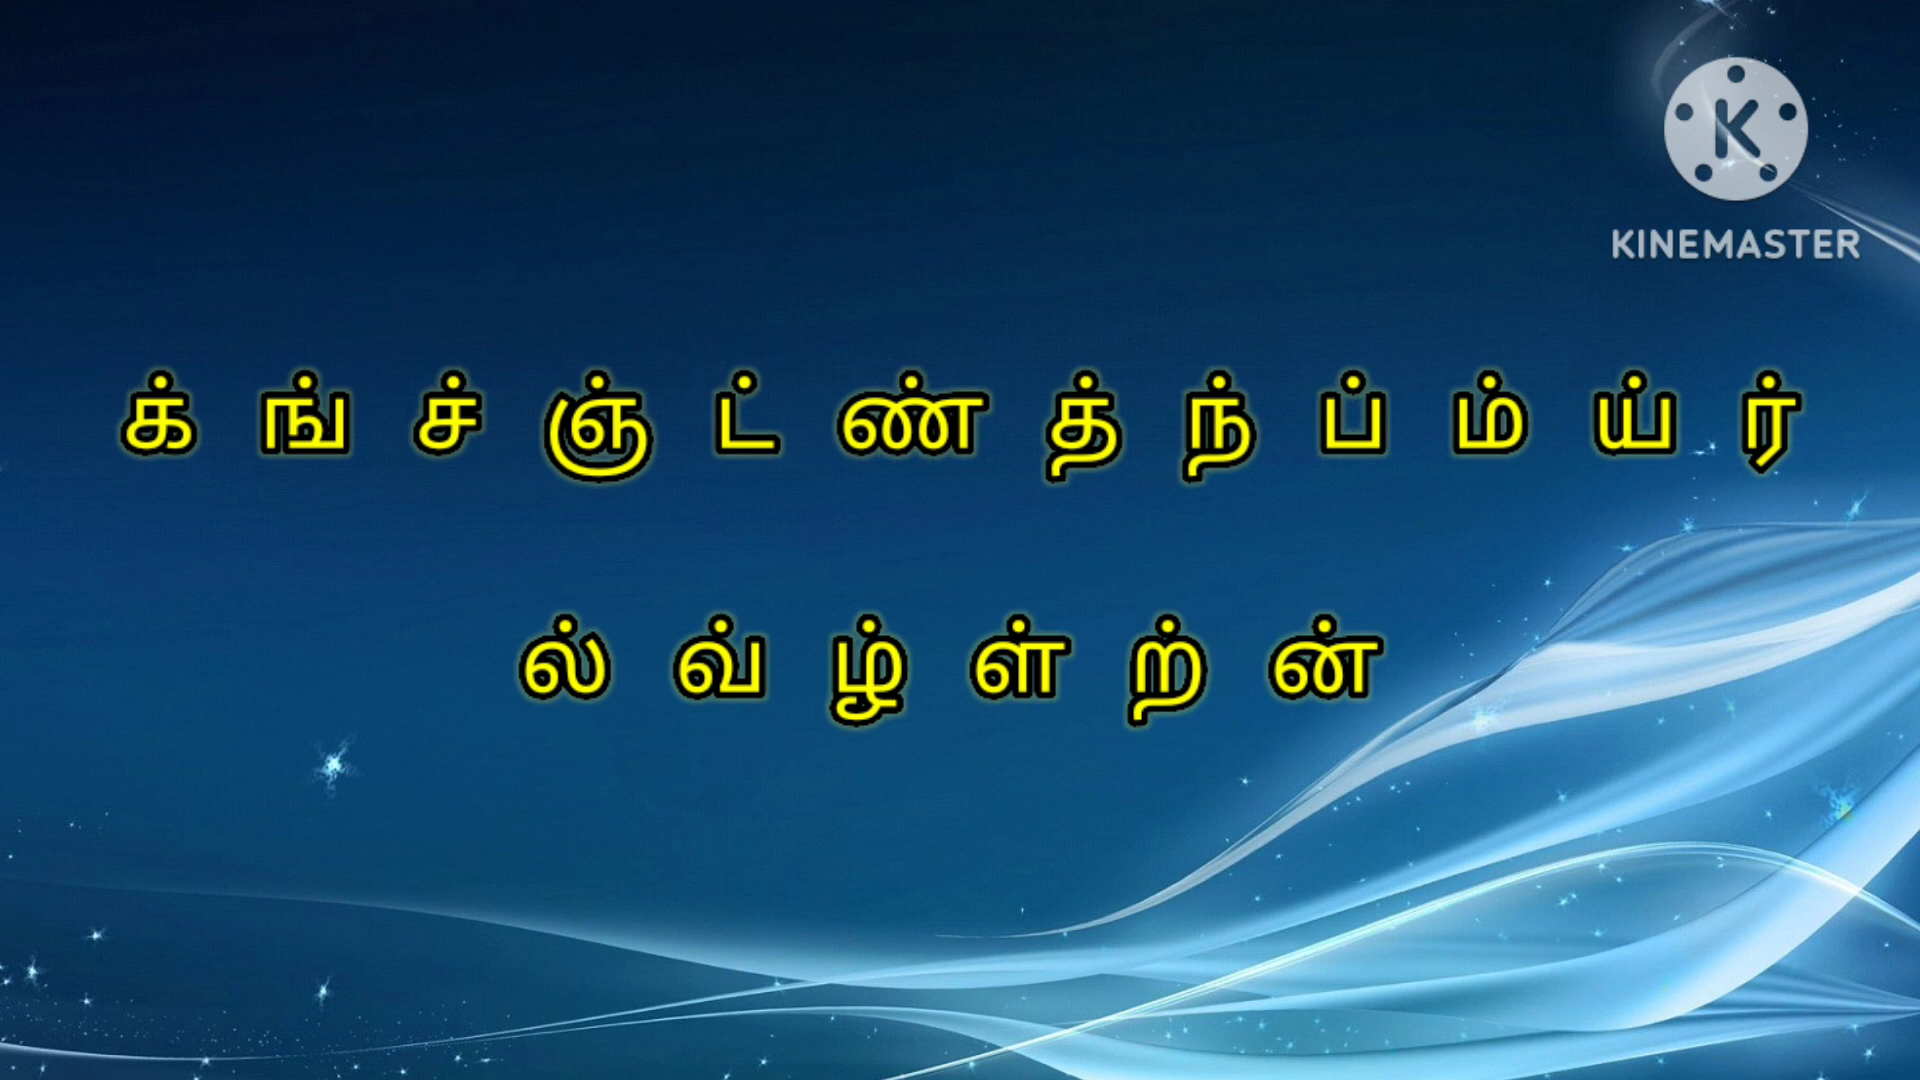 K
KINEMASTER
க் ங் ச் ஞ் ட் ண் த் ந் ப் ம் ய் ர்
ல் வ் ழ் ள் ற் ன்